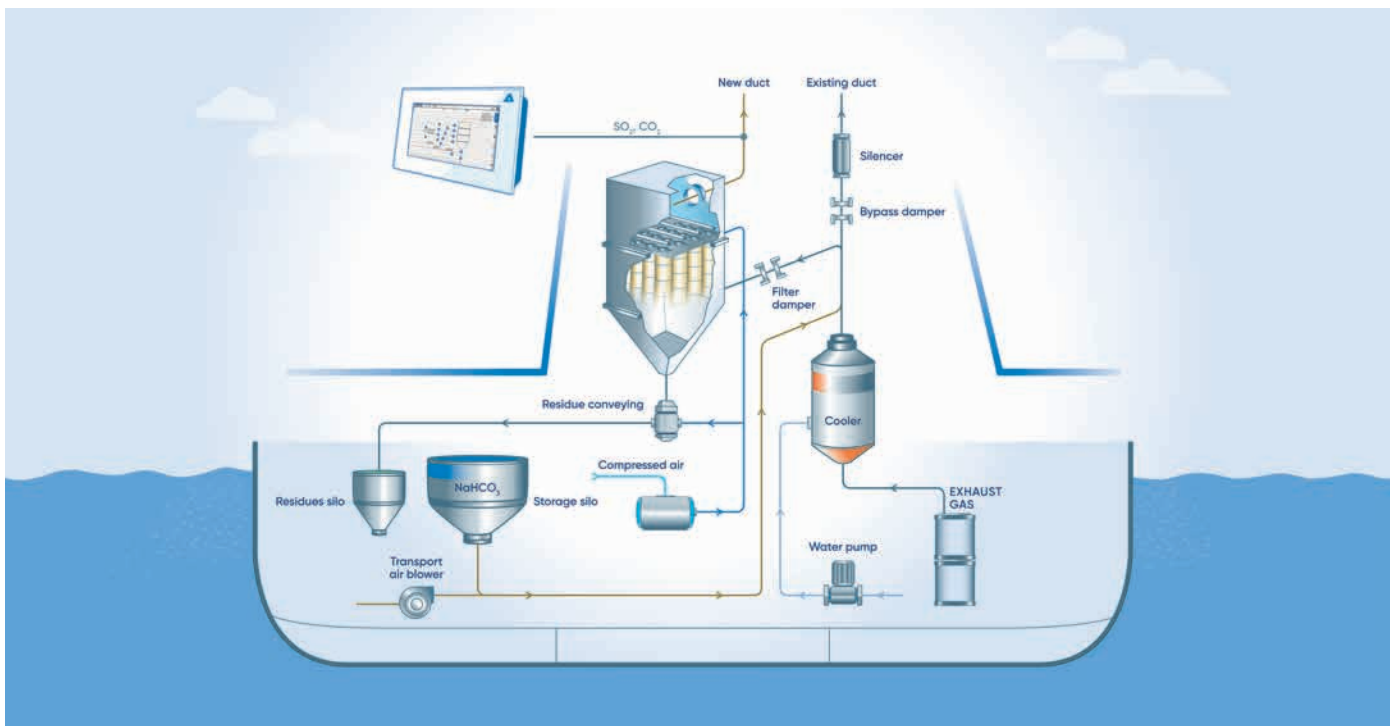 New duct
Existing duct
SO₂, CO₂
Silencer
Bypass damper
Filter
damper
Residue conveying
Cooler
Compressed air
NaHCO₃
Residues silo
Storage silo
EXHAUST
GAS
Water pump
Transport
air blower